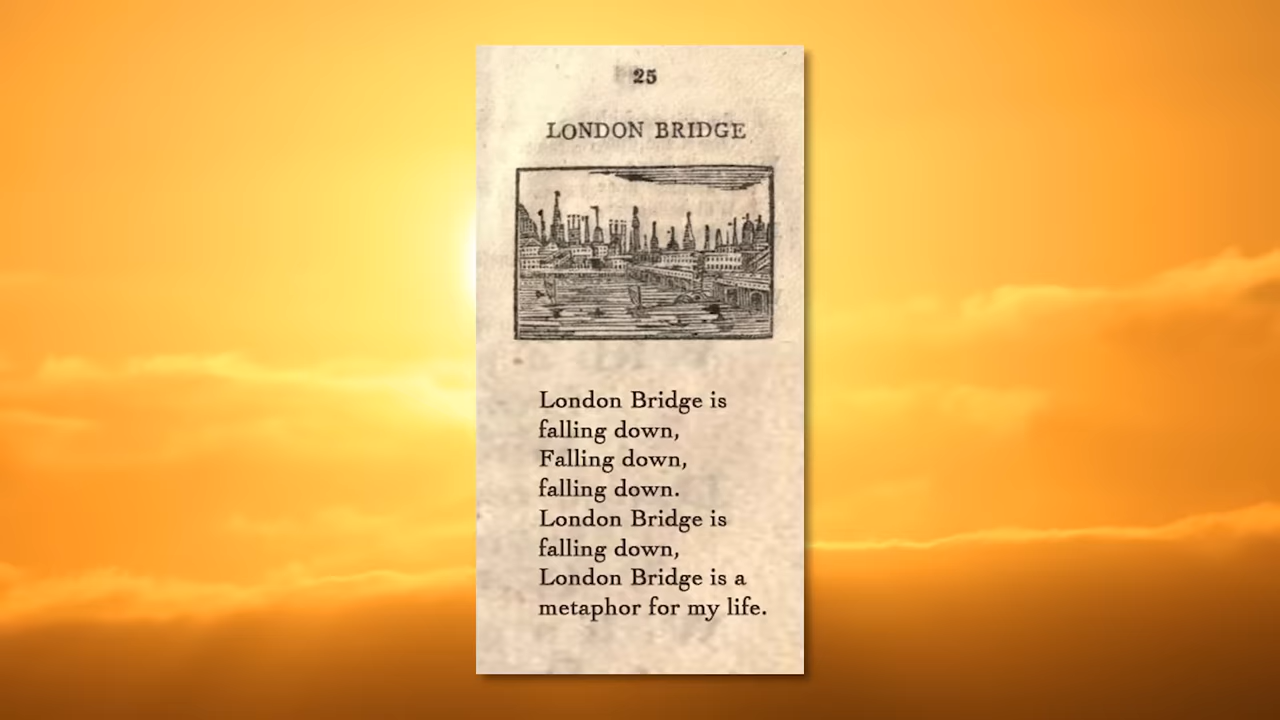 25
LONDON BRIDGE
London Bridge is
falling down,
Falling down,
falling down.
London Bridge is
falling down,
London Bridge is a
metaphor for my life.